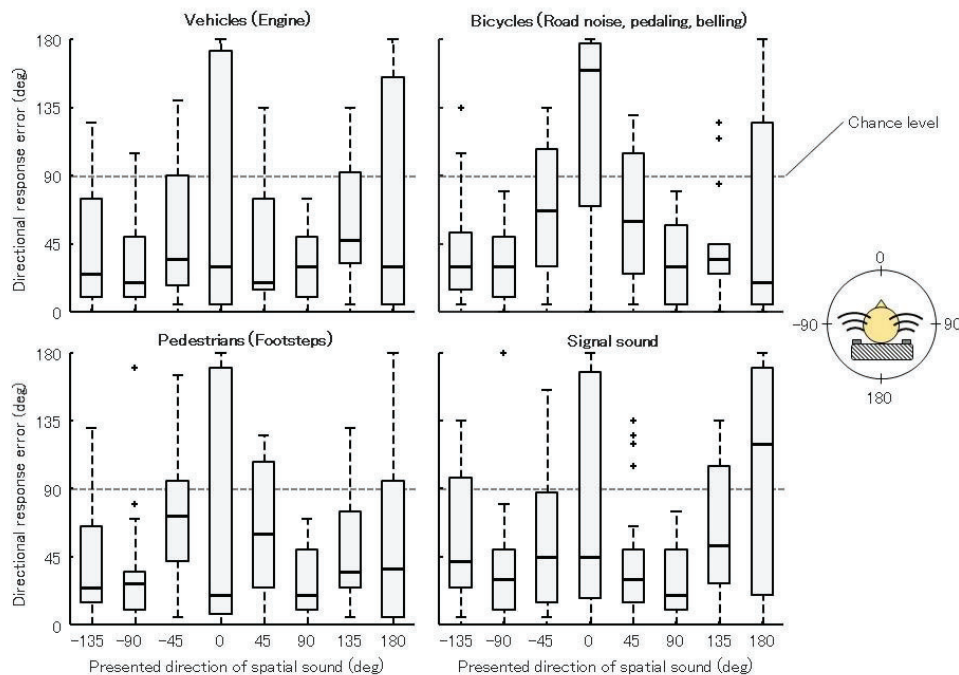 Vehicles (Engine)
Bicycles (Road noise, pedaling, belling)
Directional response error (deg)
180
135
90
45
0
Chance level
Pedestrians (Footsteps)
Signal sound
Directional response error (deg)
180
135
90
45
0
−135 −90 −45 0 45 90 135 180
−135 −90 −45 0 45 90 135 180
Presented direction of spatial sound (deg)
Presented direction of spatial sound (deg)
0
−90 90
180